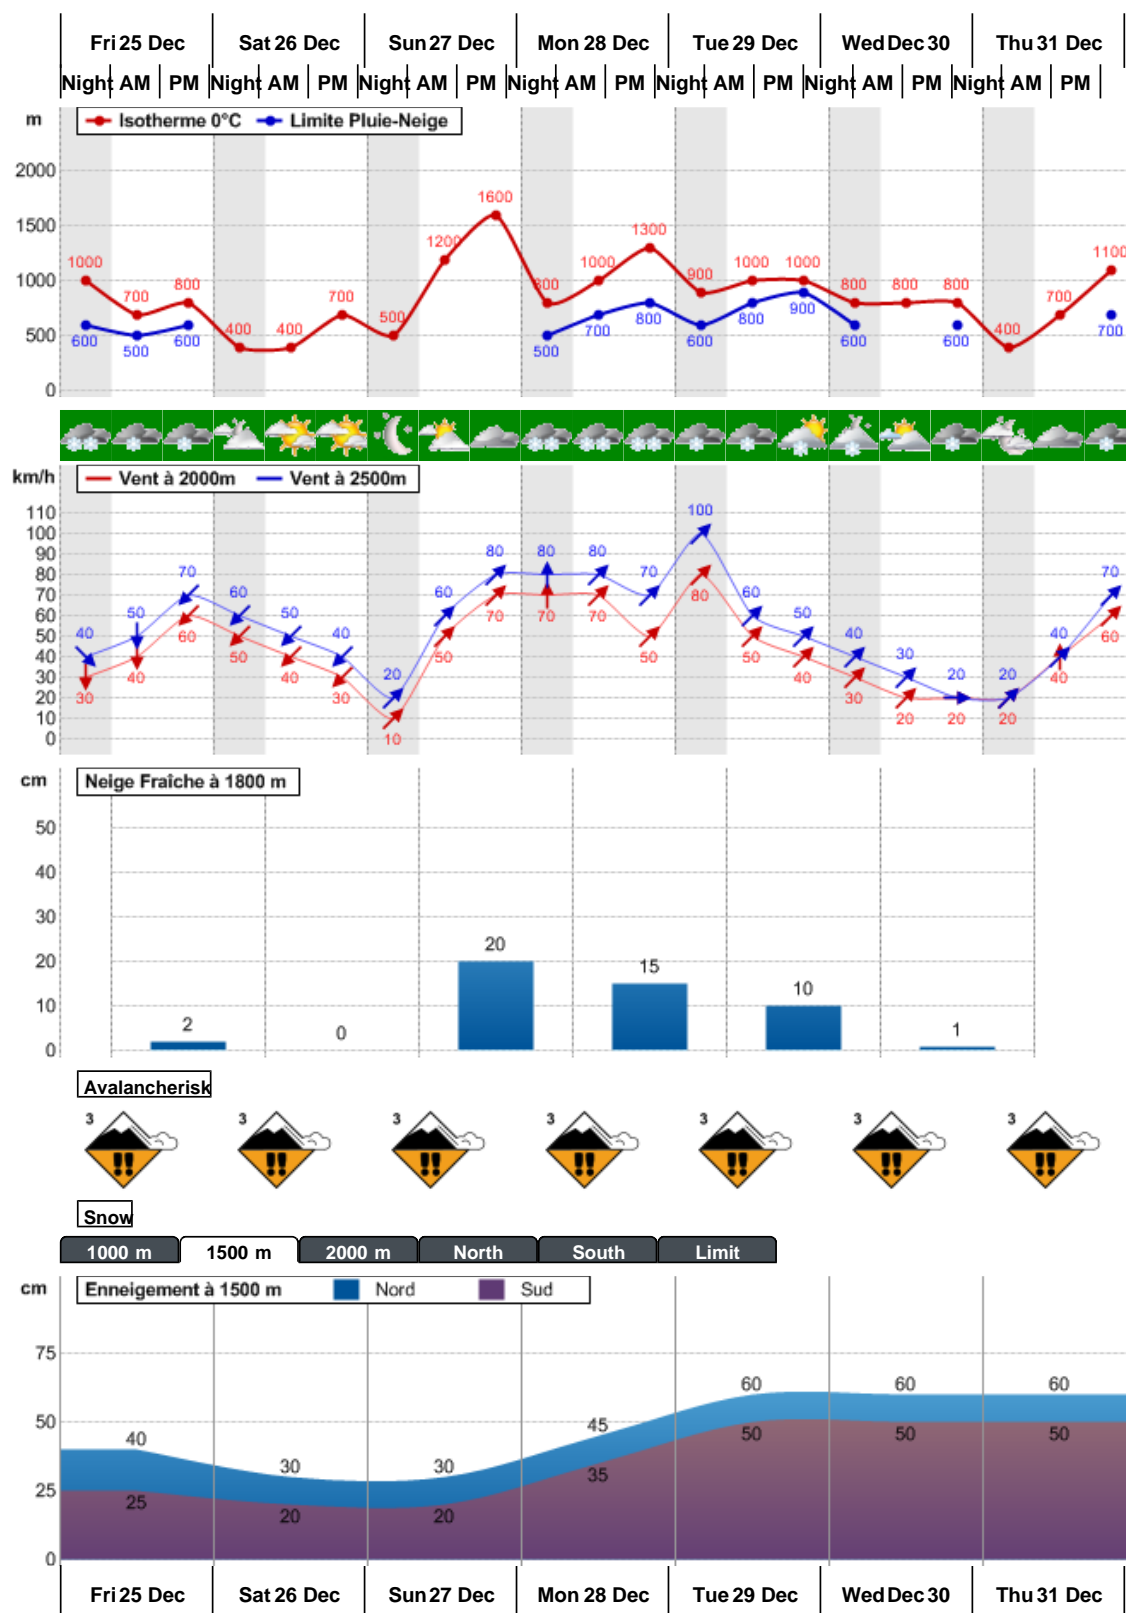 Fri 25 Dec Sat 26 Dec Sun 27 Dec Mon 28 Dec Tue 29 Dec Wed Dec 30 Thu 31 Dec
Night AM PM Night AM PM Night AM PM Night AM PM Night AM PM Night AM PM Night AM PM
m
Isotherme 0°C Limite Pluie-Neige
2000
1500
1000
500
0
1000 700 800 400 400 700 500 1200 1600 800 1000 1300 900 1000 1000 800 800 800 400 700 1100
600 500 600 500 700 800 600 800 900 600 600 700
km/h
Vent à 2000m Vent à 2500m
110
100
90
80
70
60
50
40
30
20
10
0
40 50 70 60 50 40 20 60 80 80 80 70 100 60 50 40 30 20 20 40 70
30 40 60 50 40 30 10 50 70 70 70 50 80 50 40 30 20 20 20 40 60
cm
Neige Fraîche à 1800 m
50
40
30
20
10
0
2 0 20 15 10 1
Avalancherisk
3 3 3 3 3 3 3
Snow
1000 m 1500 m 2000 m North South Limit
cm
Enneigement à 1500 m Nord Sud
75
50
25
0
40 30 30 45 60 60 60
25 20 20 35 50 50 50
Fri 25 Dec Sat 26 Dec Sun 27 Dec Mon 28 Dec Tue 29 Dec Wed Dec 30 Thu 31 Dec